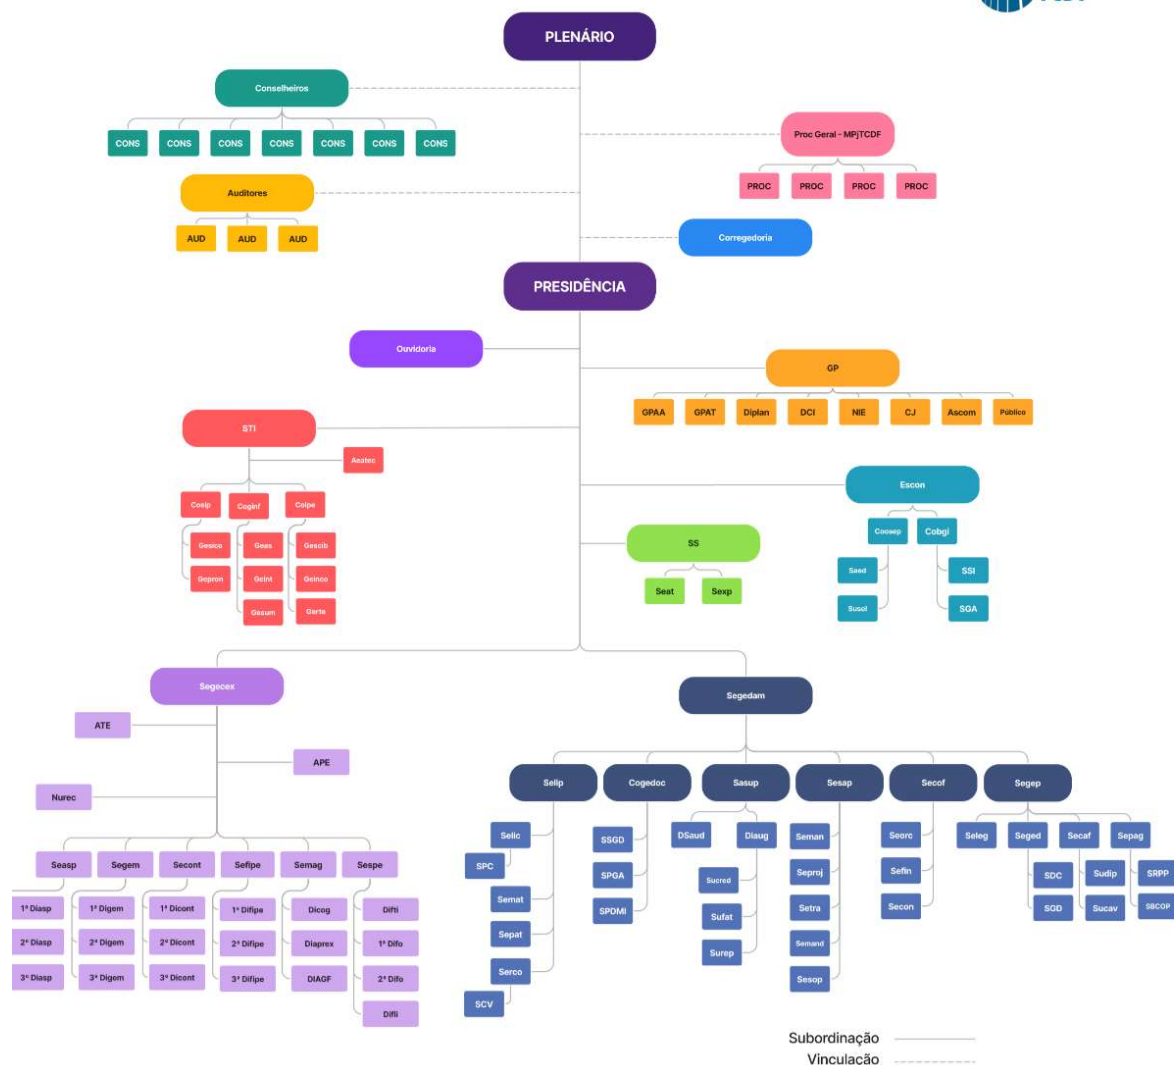 PLENÁRIO
Conselheiros
CONS CONS CONS CONS CONS CONS CONS
Proc Geral - MPjTCDF
PROC PROC PROC PROC
Auditores
AUD AUD AUD
Corregedoria
PRESIDÊNCIA
Ouvidoria
GP
GPAA GPAT Diplan DCI NIE CJ Ascom Público
STI
Aeatec
Cosip Coginf Coipe
Gesico Geas Gescib
Gepron Geint Geinco
Gesum Garte
Escon
Coosep Cobgi
Saed SSI
Susel SGA
SS
Seat Sexp
Segecex
ATE
APE
Nurec
Seasp Segem Secont Sefipe Semag Sespe
1ª Diasp 1ª Digem 1ª Dicont 1ª Difipe Dicog Difti
2ª Diasp 2ª Digem 2ª Dicont 2ª Difipe Diaprex 1ª Difo
3ª Diasp 3ª Digem 3ª Dicont 3ª Difipe DIAGF 2ª Difo
Difli
Segedam
Selip Cogedoc Sasup Sesap Secof Segep
Selic
SPC
Semat
Sepat
Serco
SCV
SSGD
SPGA
SPDMI
DSaud Diaug
Sucred
Sufat
Surep
Seman
Seproj
Setra
Semand
Sesop
Seorc
Sefin
Secon
Seleg Seged Secaf Sepag
SDC Sudip SRPP
SGD Sucav SBCOP
Subordinação
Vinculação